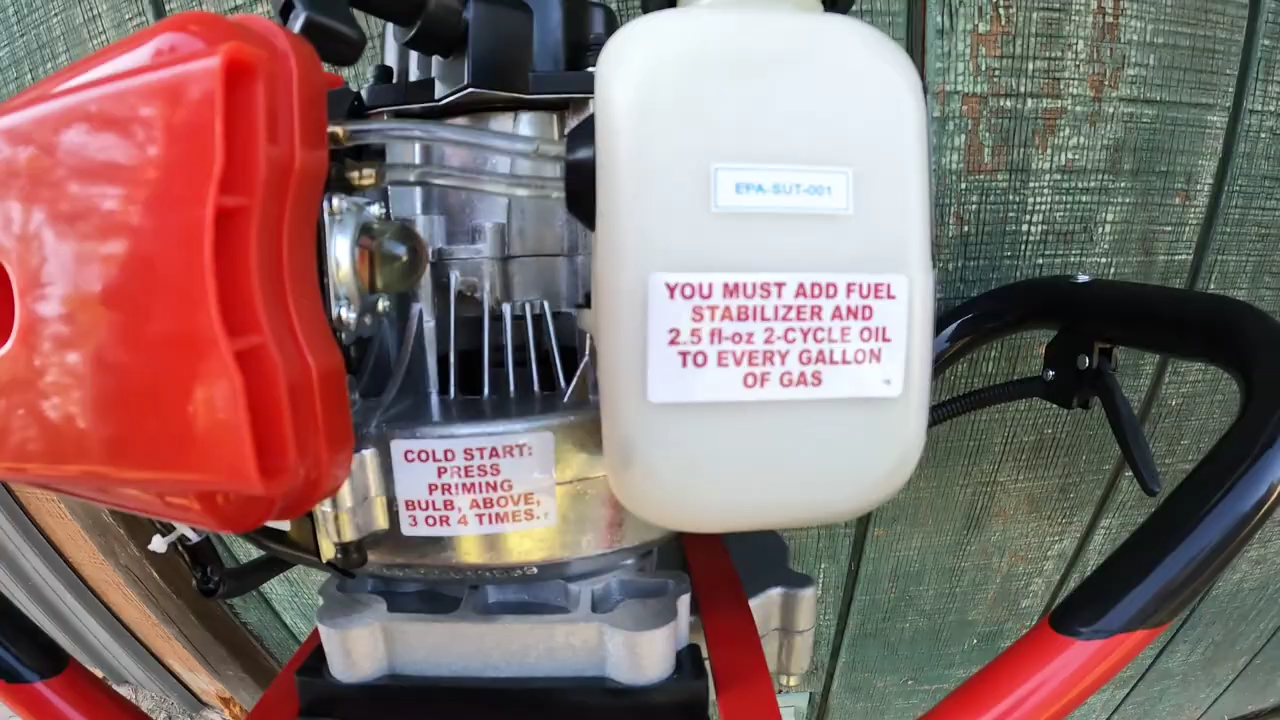 EPA-SUT-001
YOU MUST ADD FUEL
STABILIZER AND
2.5 fl-oz 2-CYCLE OIL
TO EVERY GALLON
OF GAS
COLD START:
PRESS
PRIMING
BULB, ABOVE,
3 OR 4 TIMES.